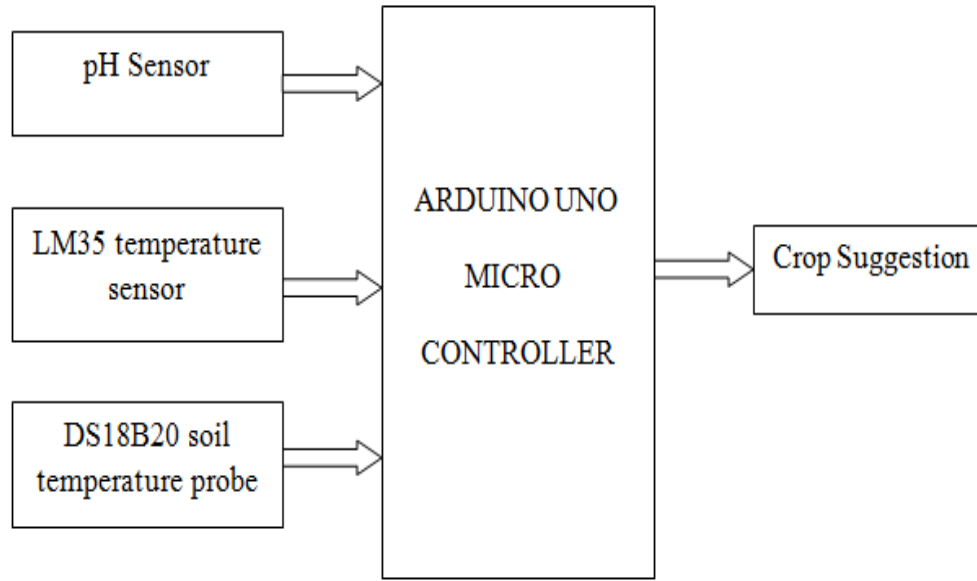 pH Sensor
LM35 temperature
sensor
DS18B20 soil
temperature probe
ARDUINO UNO
MICRO
CONTROLLER
Crop Suggestion